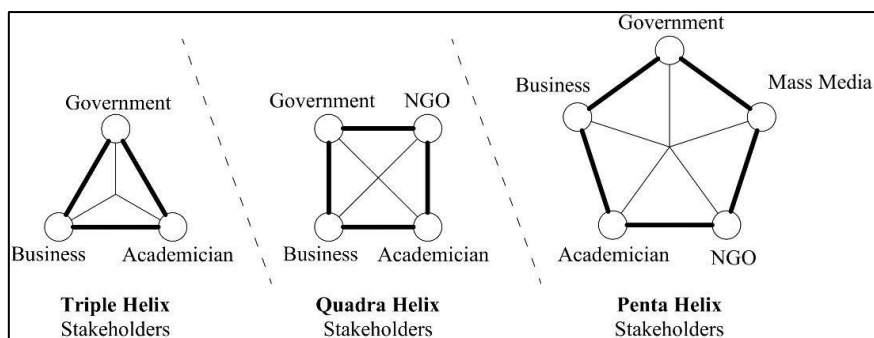 Government
Business
Academician
Triple Helix
Stakeholders
Government
NGO
Business
Academician
Quadra Helix
Stakeholders
Government
Business
Mass Media
Academician
NGO
Penta Helix
Stakeholders